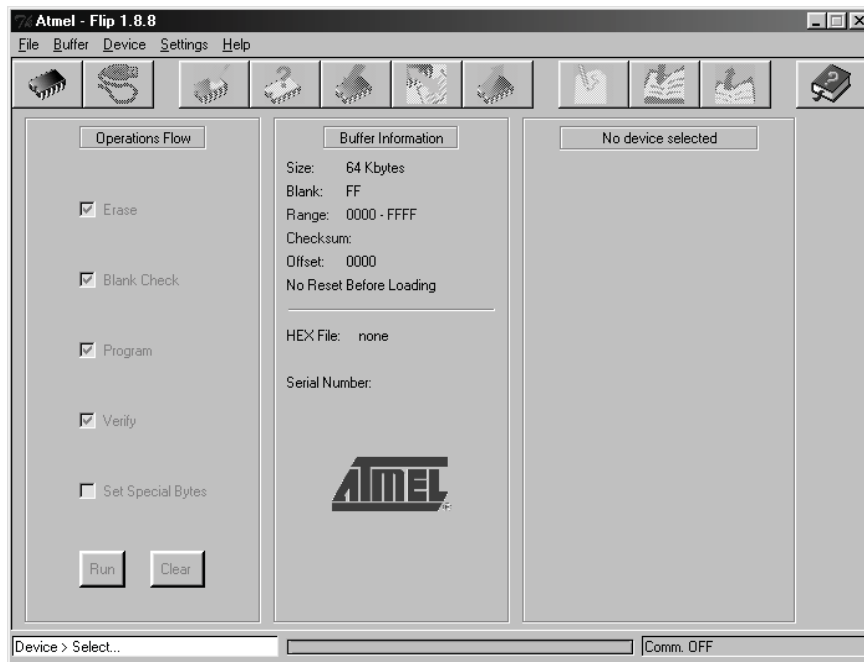 Atmel - Flip 1.8.8
File Buffer Device Settings Help
Operations Flow
Erase
Blank Check
Program
Verify
Set Special Bytes
Run Clear
Buffer Information
Size: 64 Kbytes
Blank: FF
Range: 0000 - FFFF
Checksum:
Offset: 0000
No Reset Before Loading
HEX File: none
Serial Number:
ATMEL
No device selected
Device > Select...
Comm. OFF